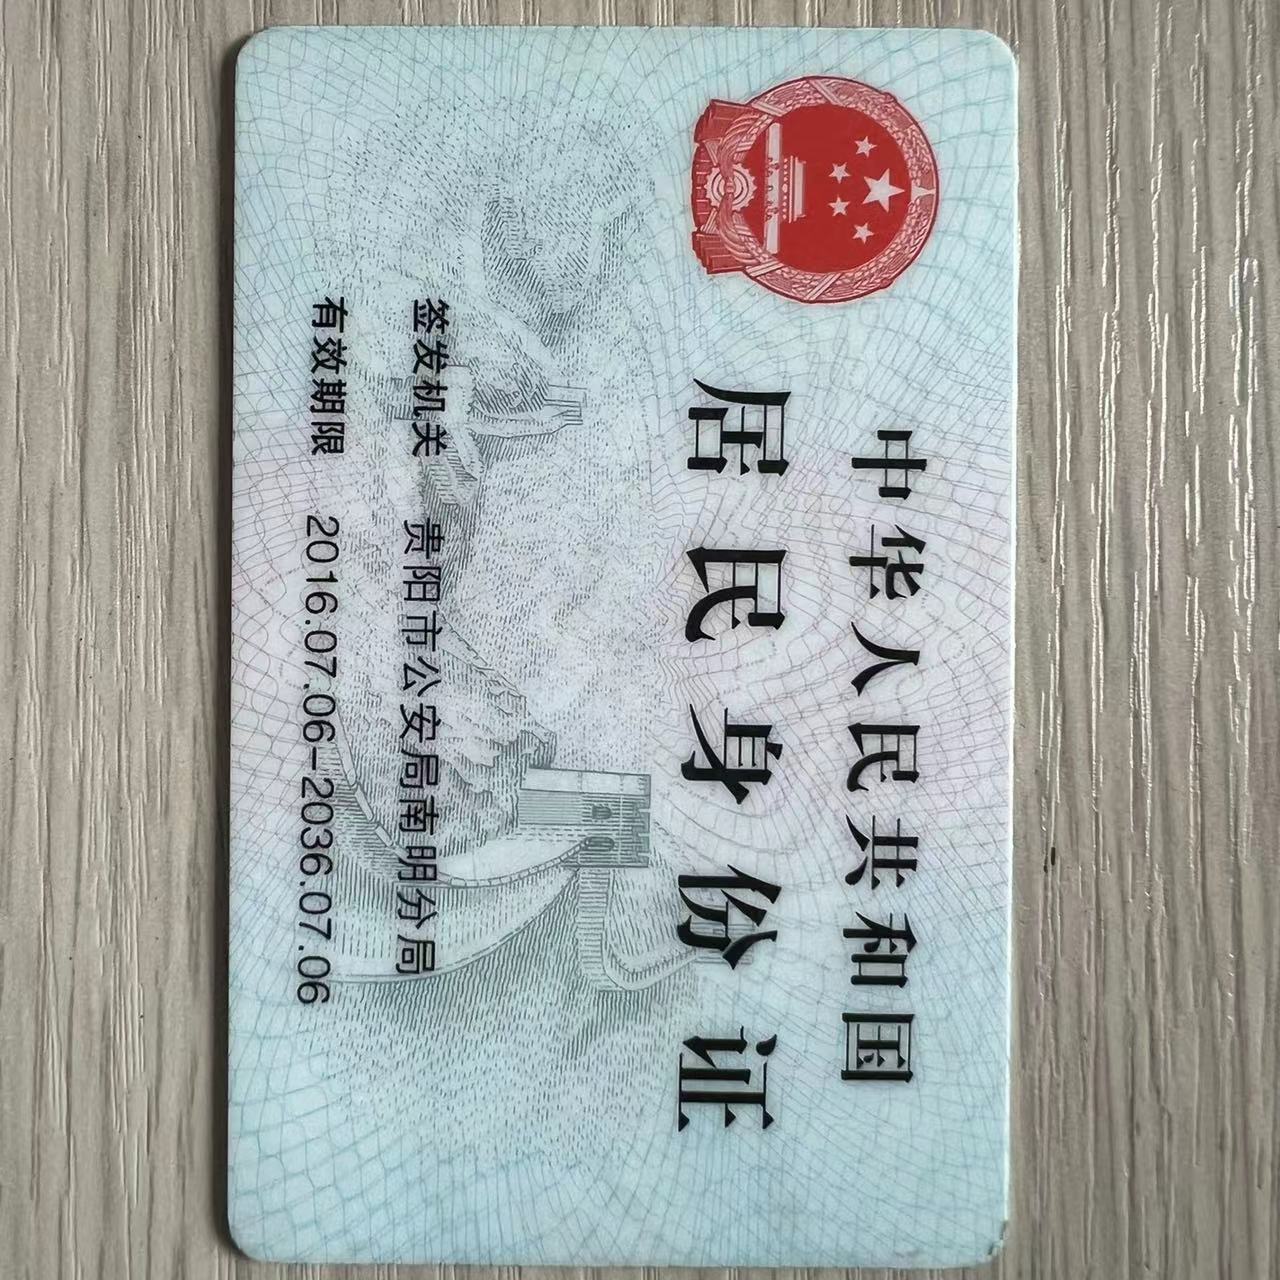 中华人民共和国
居民身份证
签发机关 贵阳市公安局南明分局
有效期限 2016.07.06-2036.07.06